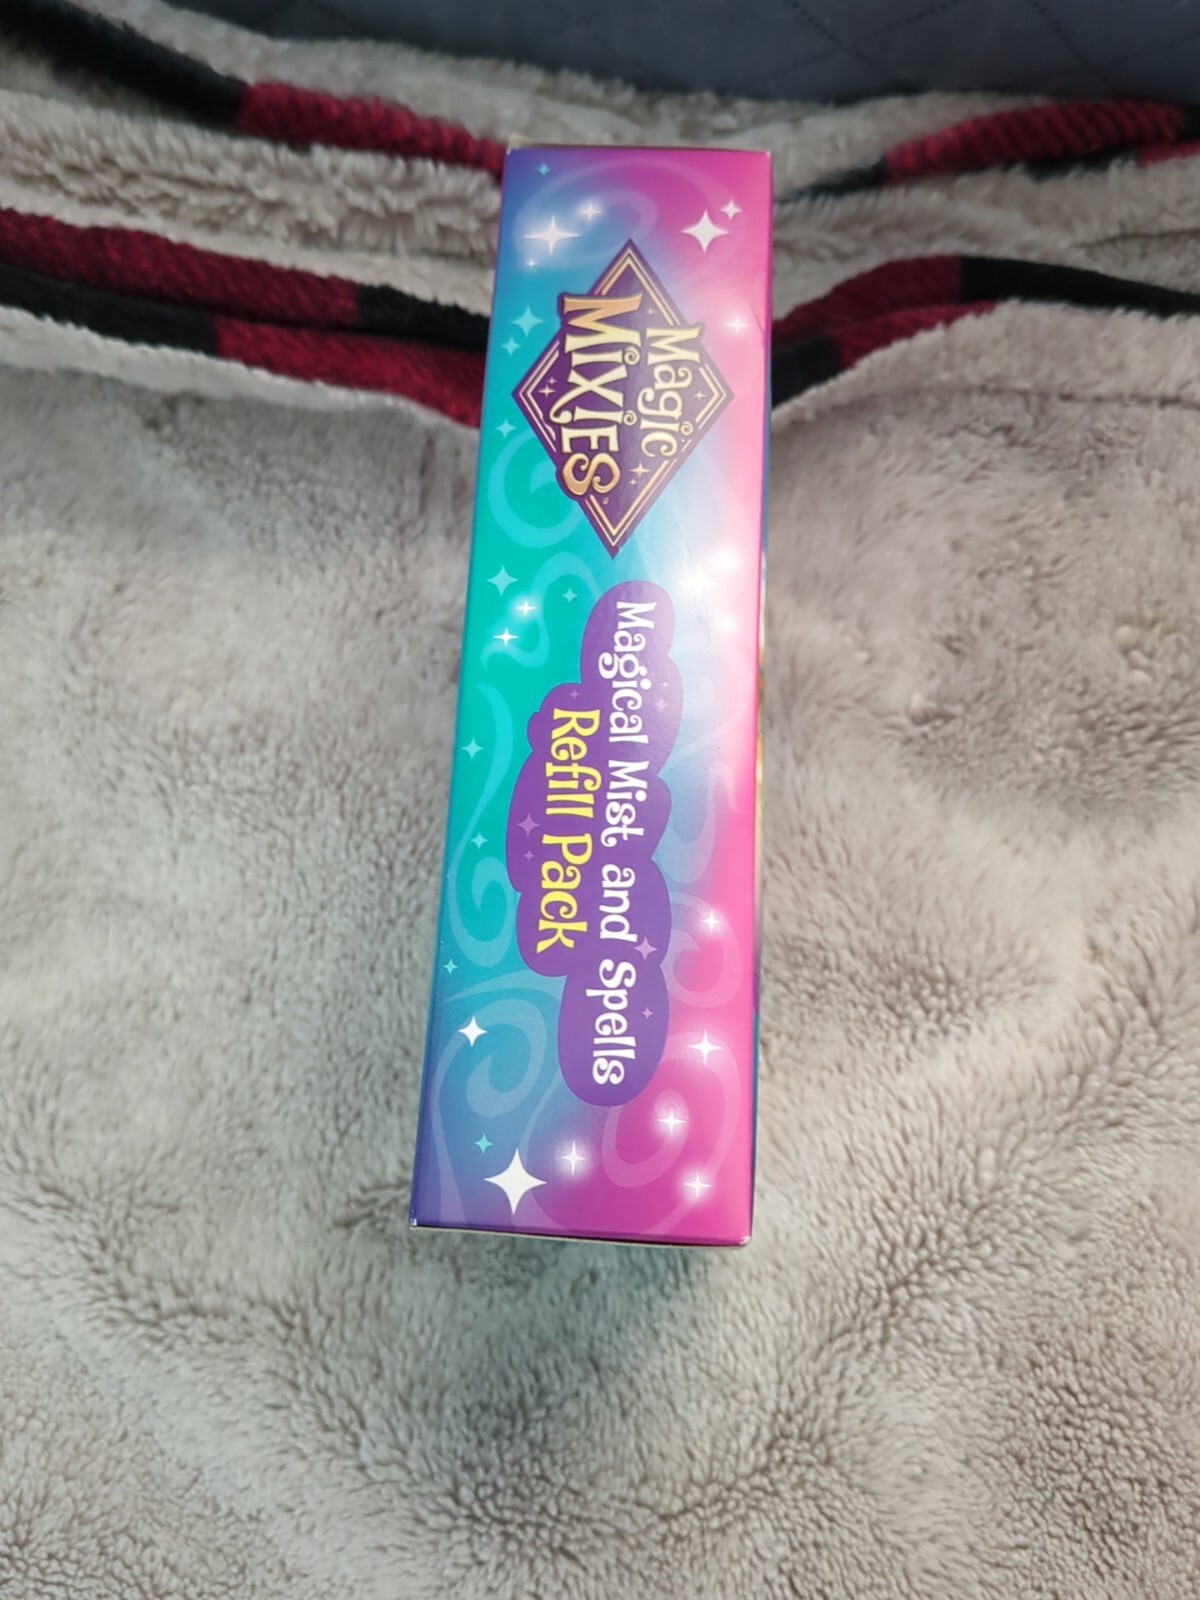 Magic
MiXiES
Magical Mist and Spells
Refill Pack